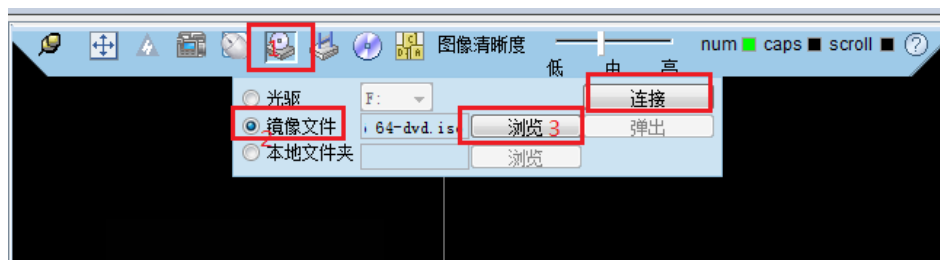 图像清晰度
低 中 高
num caps scroll ?
1
光驱 F: 连接
镜像文件 64-dvd.iso 浏览 3 弹出
2
本地文件夹 浏览